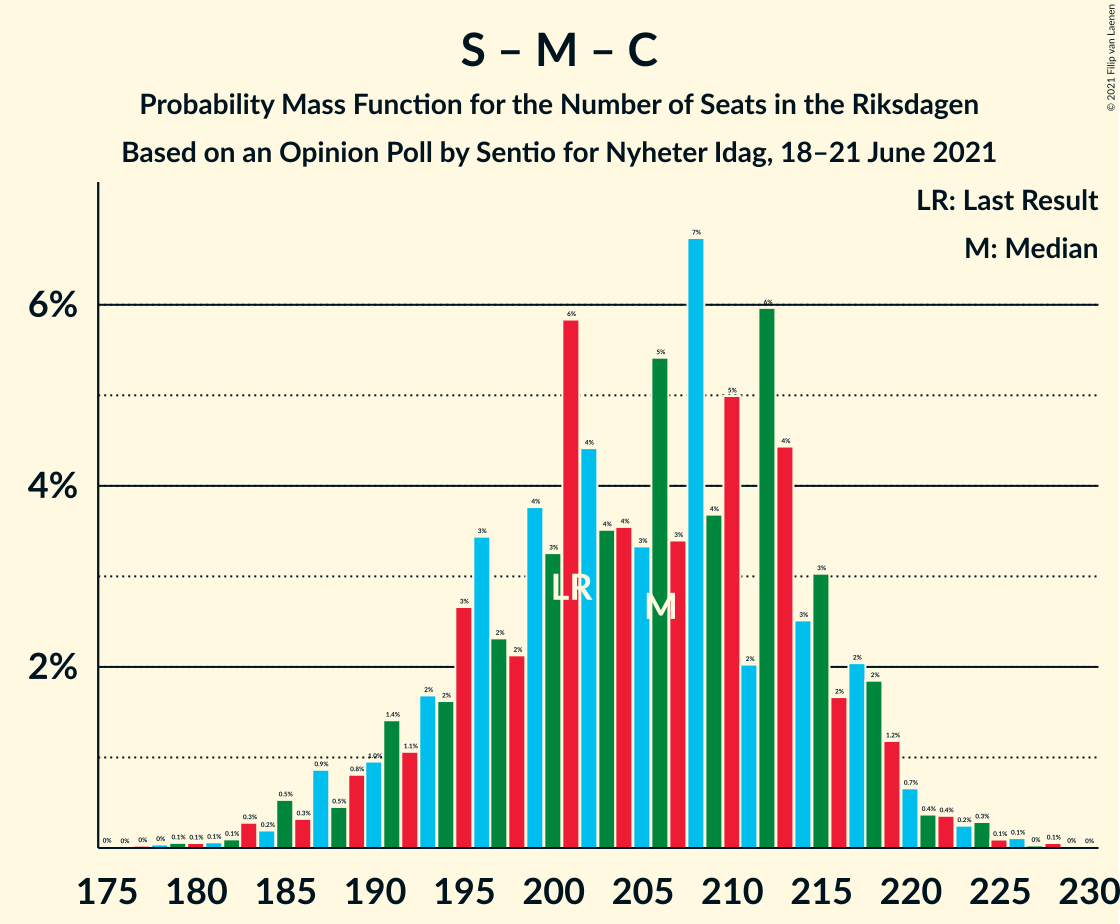 S – M – C
Probability Mass Function for the Number of Seats in the Riksdagen
Based on an Opinion Poll by Sentio for Nyheter Idag, 18–21 June 2021
© 2021 Filip van Laenen
LR: Last Result
M: Median
6%
4%
2%
0% 0% 0% 0% 0.1% 0.1% 0.1% 0.1% 0.3% 0.2% 0.5% 0.3% 0.9% 0.5% 0.8% 1.0% 1.4% 1.1% 2% 2% 3% 3% 2% 2% 4% 3% 6% 4% 4% 4% 3% 5% 3% 7% 4% 5% 2% 6% 4% 3% 3% 2% 2% 2% 1.2% 0.7% 0.4% 0.4% 0.2% 0.3% 0.1% 0.1% 0% 0.1% 0% 0%
LR
M
175 180 185 190 195 200 205 210 215 220 225 230